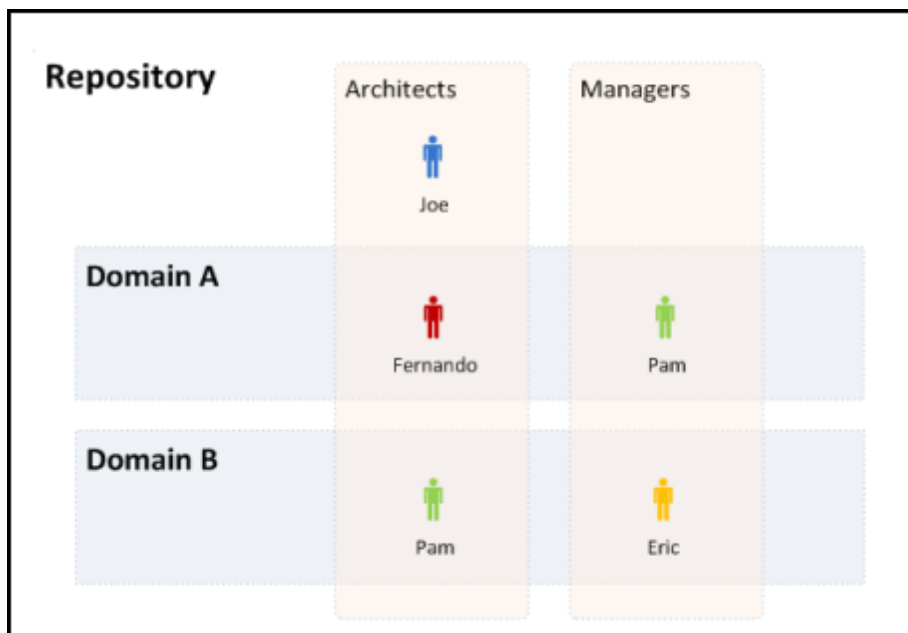 Repository
Architects
Managers
Joe
Domain A
Fernando
Pam
Domain B
Pam
Eric